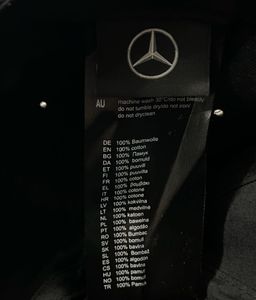 AU
machine wash 30°C/do not bleach/
do not tumble dry/do not iron/
do not dryclean
DE 100% Baumwolle
EN 100% cotton
BG 100% Памук
DA 100% bomuld
ET 100% puuvill
FI 100% puuvilla
FR 100% coton
EL 100%
IT 100% cotone
HR 100%
LV 100% kokvilna
LT 100% medvilnė
NL 100% katoen
PL 100% bawełna
PT 100% algodão
RO 100% Bumbac
SV 100% bomull
SK 100% bavlna
SL 100% Bombaž
ES 100% algodón
CS 100% bavlna
HU 100% pamut
NO 100% bomull
TR 100% Pamuk